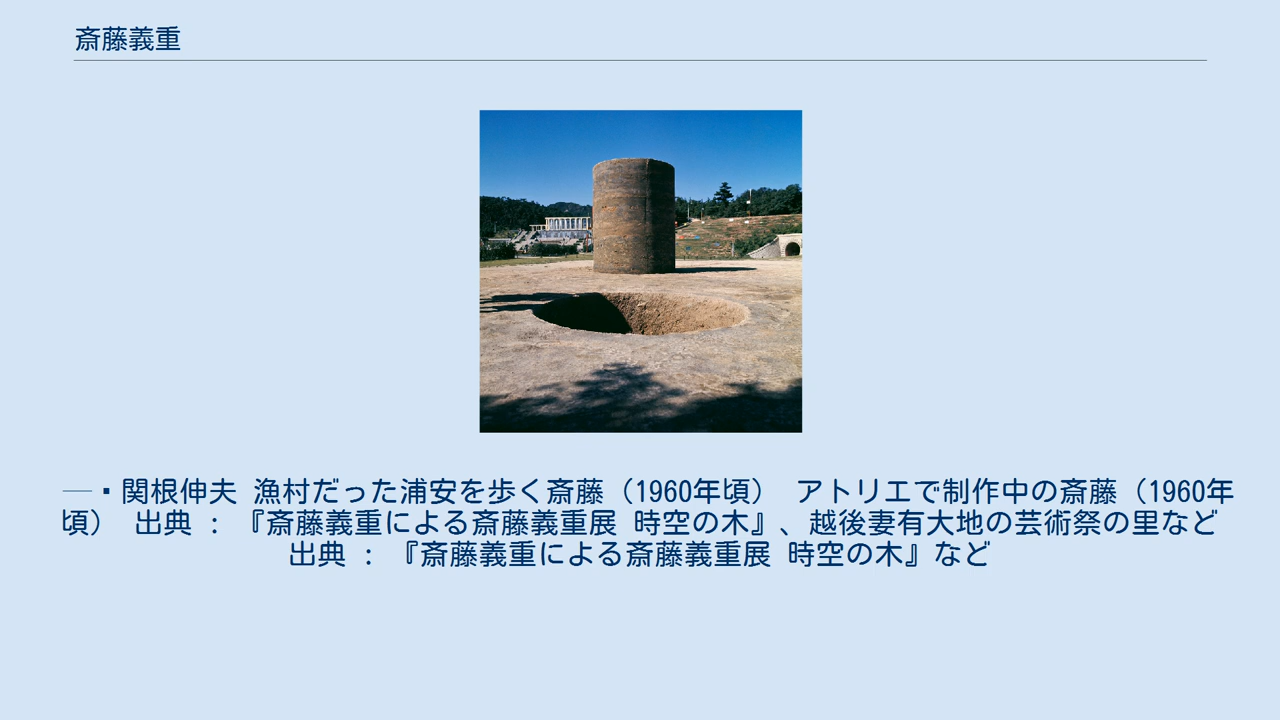 斎藤義重
―・関根伸夫 漁村だった浦安を歩く斎藤（1960年頃） アトリエで制作中の斎藤（1960年
頃） 出典 : 『斎藤義重による斎藤義重展 時空の木』、越後妻有大地の芸術祭の里など
出典 : 『斎藤義重による斎藤義重展 時空の木』など